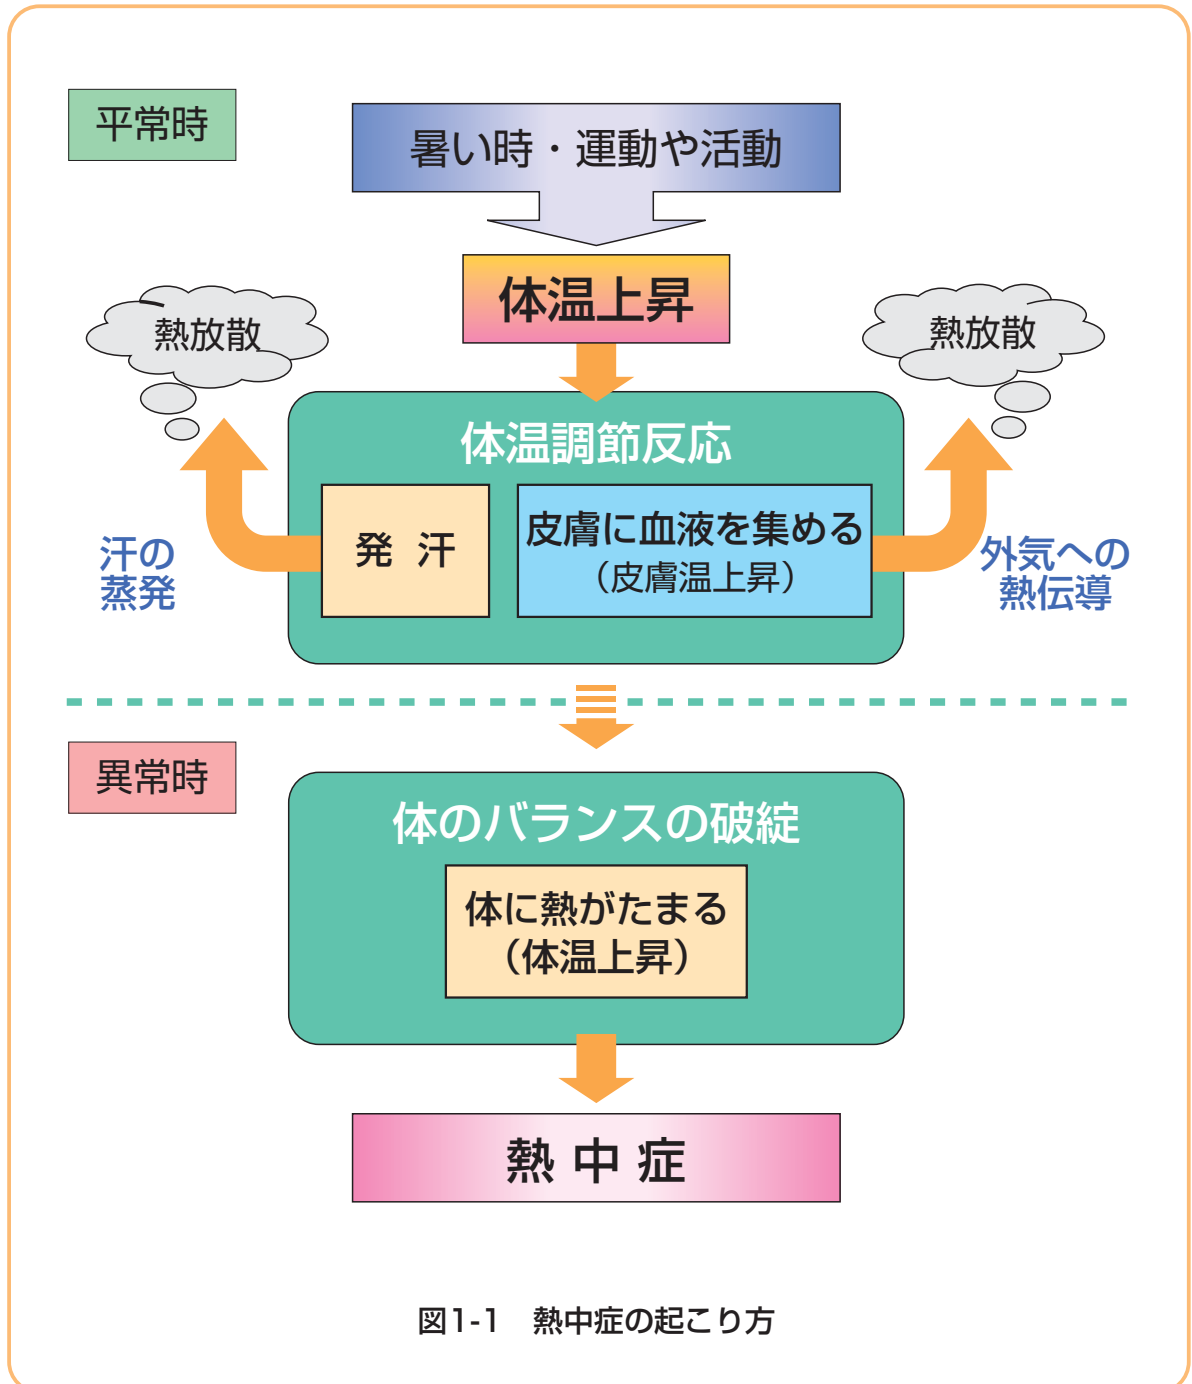 平常時
暑い時・運動や活動
体温上昇
熱放散
熱放散
体温調節反応
発 汗
皮膚に血液を集める
（皮膚温上昇）
汗の
蒸発
外気への
熱伝導
異常時
体のバランスの破綻
体に熱がたまる
（体温上昇）
熱 中 症
図1-1　熱中症の起こり方